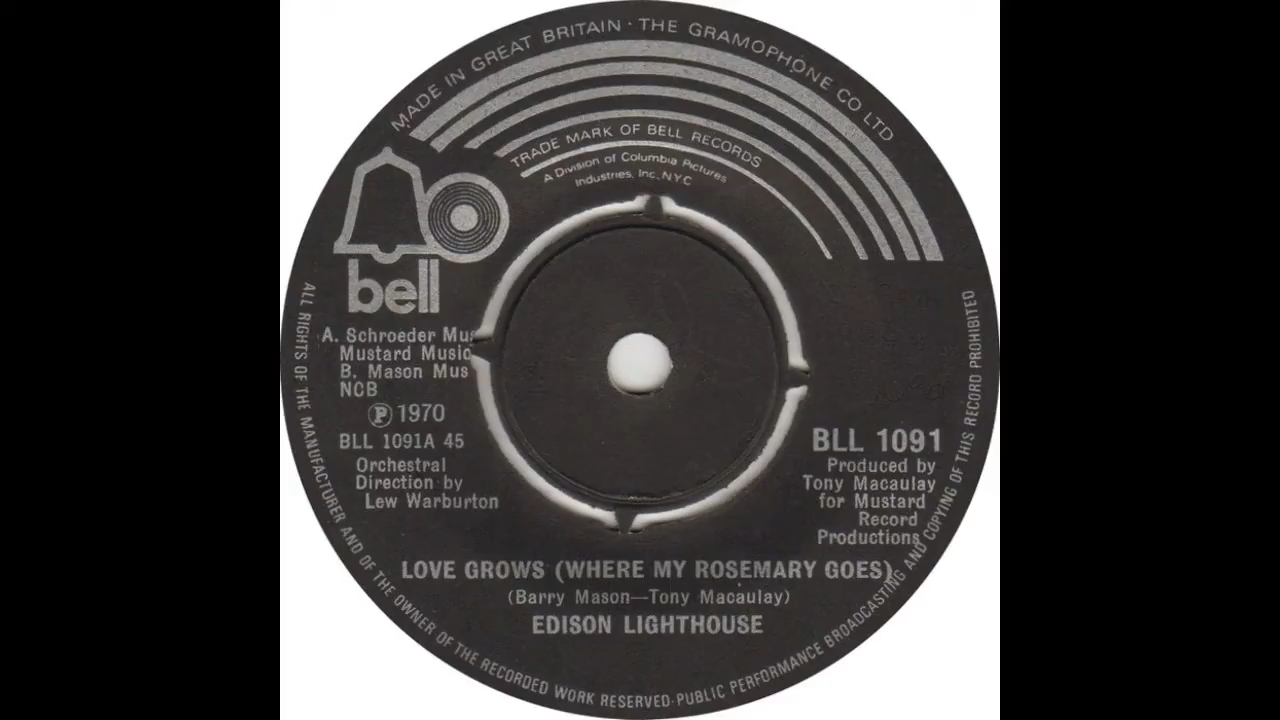 MADE IN GREAT BRITAIN · THE GRAMOPHONE CO LTD
TRADE MARK OF BELL RECORDS
A Division of Columbia Pictures
Industries, Inc, NYC
bell
A. Schroeder Mus
Mustard Music
B. Mason Mus
NCB
Ⓟ 1970
BLL 1091A 45
Orchestral
Direction by
Lew Warburton
BLL 1091
Produced by
Tony Macaulay
for Mustard
Record
Productions
LOVE GROWS (WHERE MY ROSEMARY GOES)
(Barry Mason—Tony Macaulay)
EDISON LIGHTHOUSE
ALL RIGHTS OF THE MANUFACTURER AND OF THE OWNER OF THE RECORDED WORK RESERVED·PUBLIC PERFORMANCE BROADCASTING AND COPYING OF THIS RECORD PROHIBITED